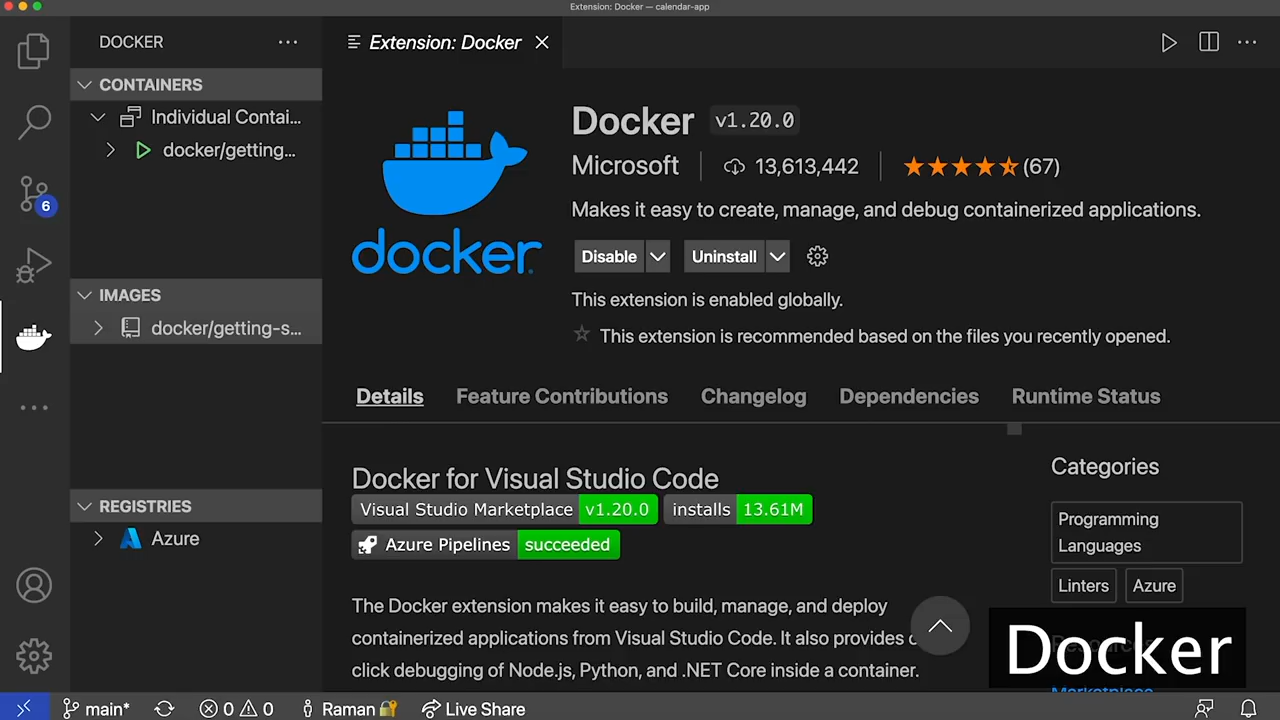 Extension: Docker — calendar-app
DOCKER
Extension: Docker
CONTAINERS
Individual Contai...
docker/getting...
6
IMAGES
docker/getting-s...
REGISTRIES
Azure
docker
Docker v1.20.0
Microsoft 13,613,442 (67)
Makes it easy to create, manage, and debug containerized applications.
Disable Uninstall
This extension is enabled globally.
This extension is recommended based on the files you recently opened.
Details Feature Contributions Changelog Dependencies Runtime Status
Docker for Visual Studio Code
Visual Studio Marketplace v1.20.0 installs 13.61M
Azure Pipelines succeeded
The Docker extension makes it easy to build, manage, and deploy
containerized applications from Visual Studio Code. It also provides
click debugging of Node.js, Python, and .NET Core inside a container.
Categories
Programming
Languages
Linters Azure
Docker
main* 0 0 Raman Live Share